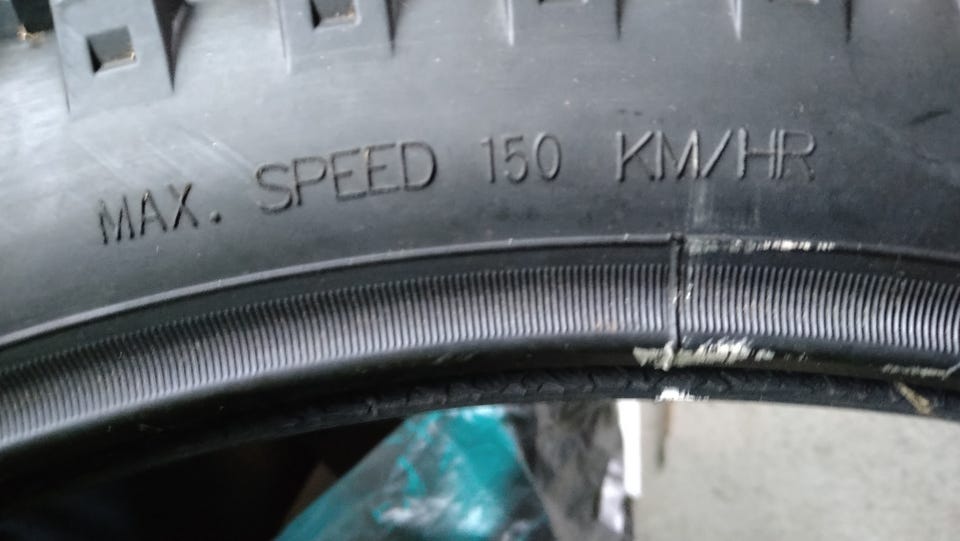 MAX. SPEED 150 KM/HR